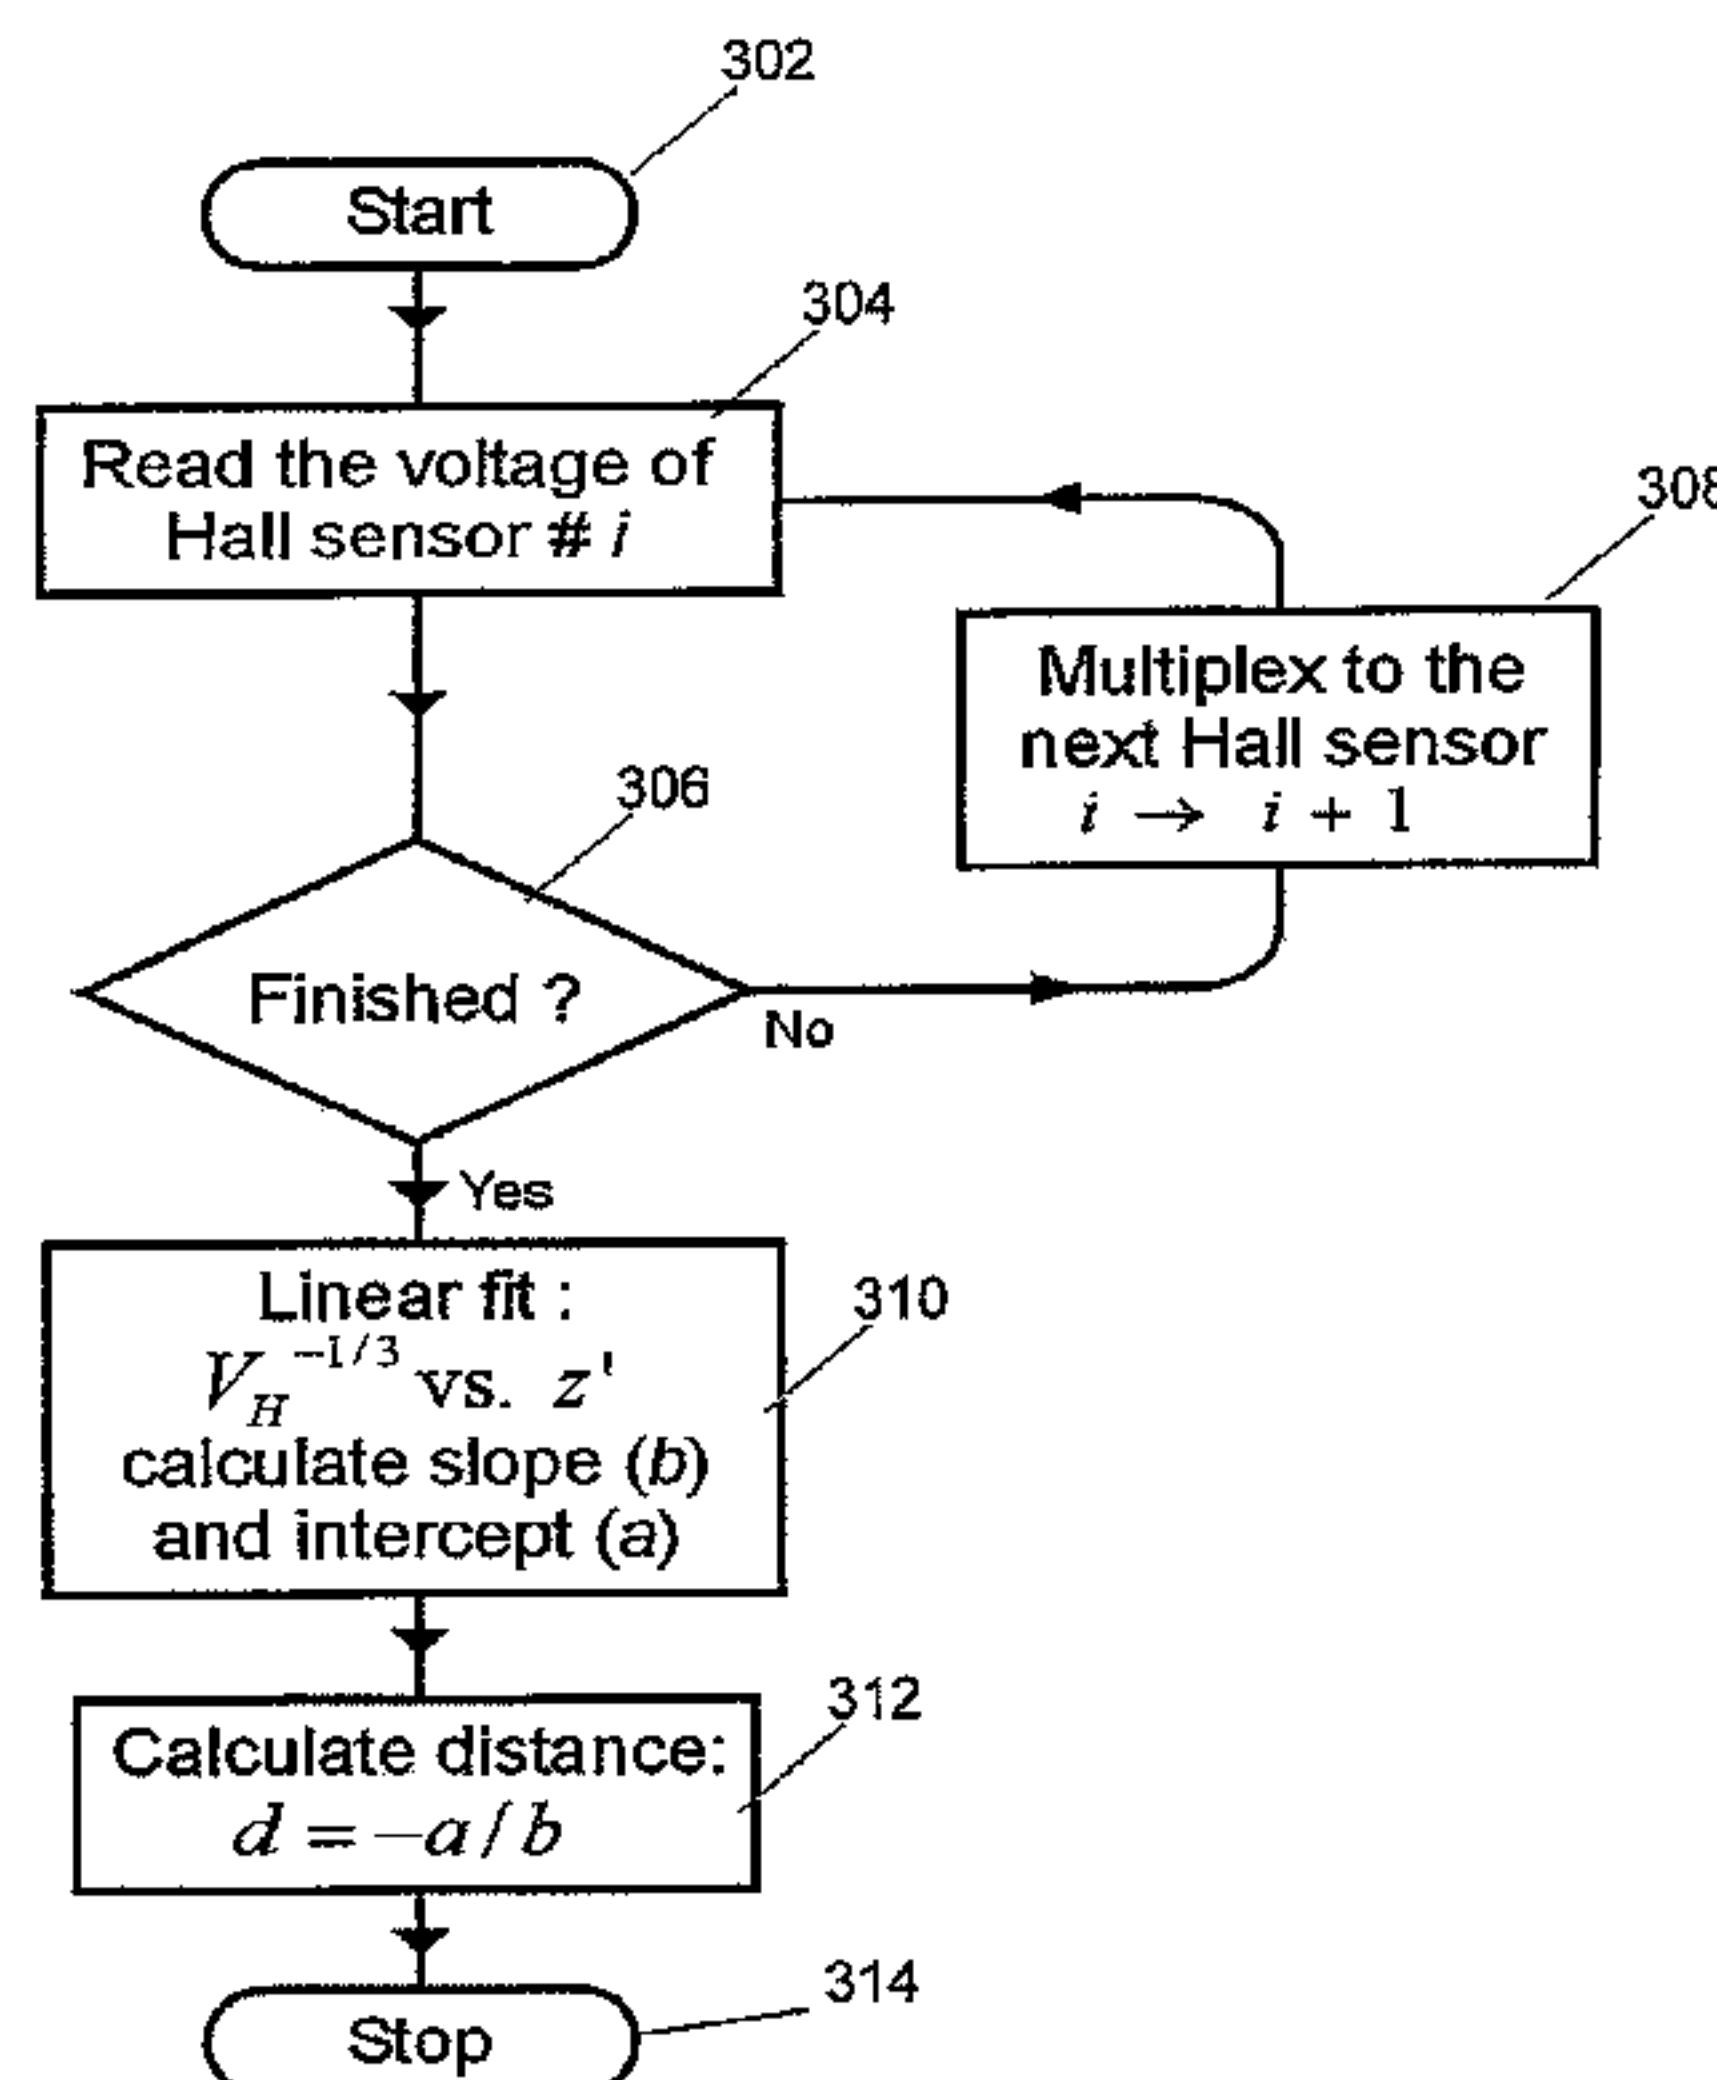 302
Start
304
Read the voltage of
Hall sensor # i
308
Multiplex to the
next Hall sensor
i → i + 1
306
Finished ?
No
Yes
310
Linear fit :
V_H^{-1/3} vs. z'
calculate slope (b)
and intercept (a)
312
Calculate distance:
d = -a / b
314
Stop